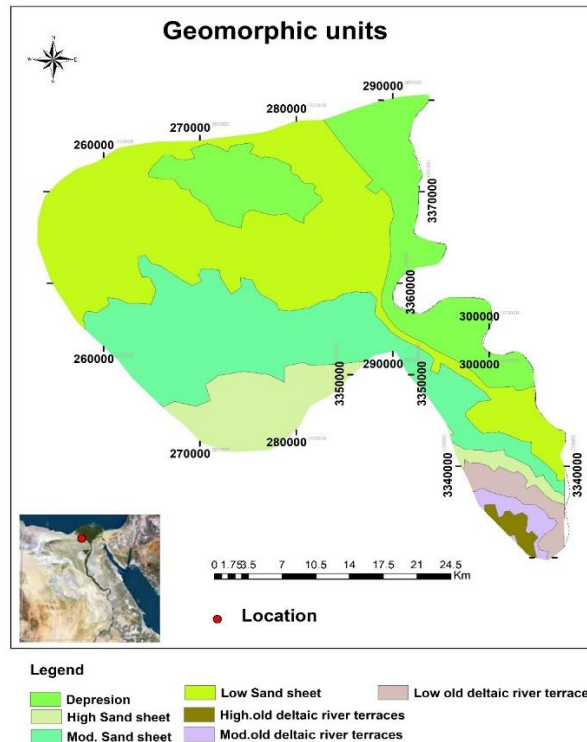 Geomorphic units
N
W E
S
290000
280000
270000
260000
3370000
3360000
300000
300000
260000
290000
3350000
3350000
280000
270000
3340000
3340000
0 1.75 3.5 7 10.5 14 17.5 21 24.5
Km
Location
Legend
Depresion
Low Sand sheet
Low old deltaic river terraces
High Sand sheet
High.old deltaic river terraces
Mod. Sand sheet
Mod.old deltaic river terraces